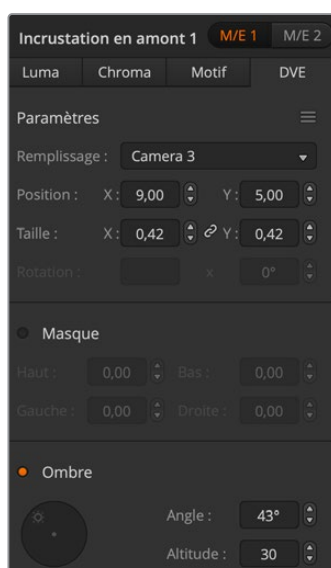 Incrustation en amont 1 M/E 1 M/E 2
Luma Chroma Motif DVE
Paramètres
Remplissage : Camera 3
Position : X : 9,00 Y : 5,00
Taille : X : 0,42 Y : 0,42
Rotation : x 0°
Masque
Haut : 0,00 Bas : 0,00
Gauche : 0,00 Droite : 0,00
Ombre
Angle : 43°
Altitude : 30